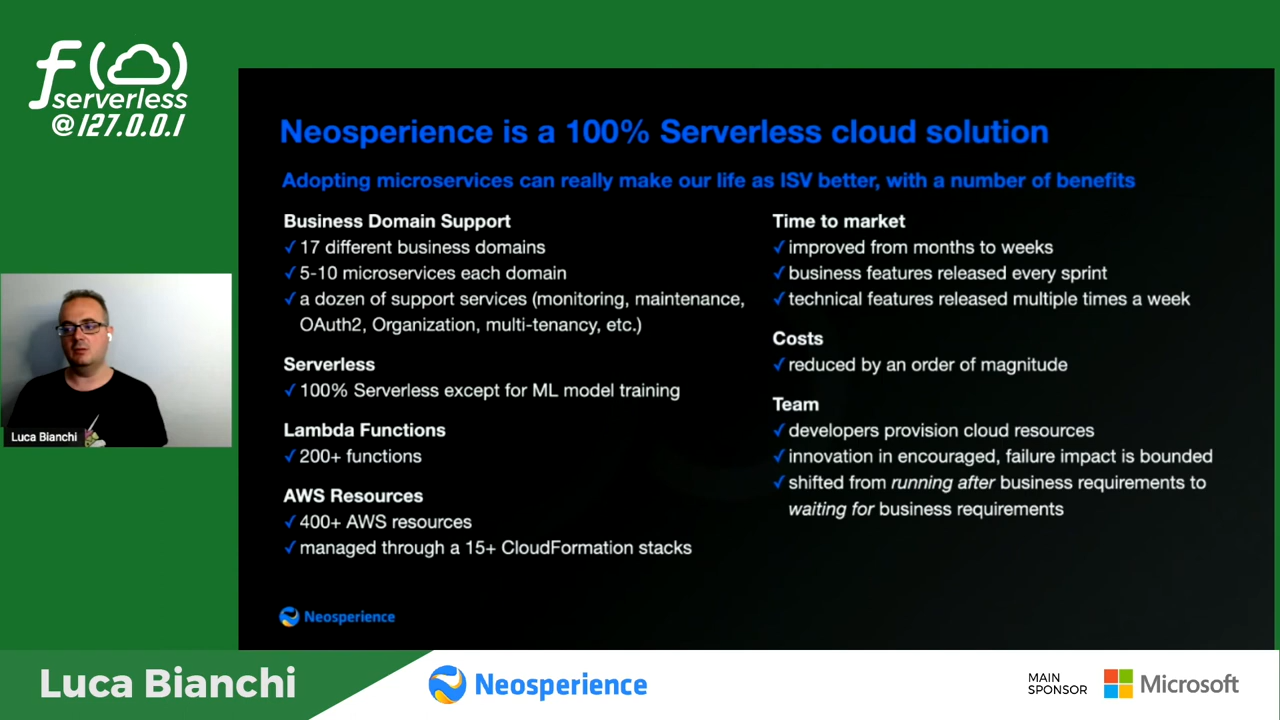 f()
serverless
@127.0.0.1
Neosperience is a 100% Serverless cloud solution
Adopting microservices can really make our life as ISV better, with a number of benefits
Business Domain Support
✓ 17 different business domains
✓ 5-10 microservices each domain
✓ a dozen of support services (monitoring, maintenance,
OAuth2, Organization, multi-tenancy, etc.)
Serverless
✓ 100% Serverless except for ML model training
Lambda Functions
✓ 200+ functions
AWS Resources
✓ 400+ AWS resources
✓ managed through a 15+ CloudFormation stacks
Time to market
✓ improved from months to weeks
✓ business features released every sprint
✓ technical features released multiple times a week
Costs
✓ reduced by an order of magnitude
Team
✓ developers provision cloud resources
✓ innovation in encouraged, failure impact is bounded
✓ shifted from running after business requirements to
waiting for business requirements
Neosperience
Luca Bianchi
Luca Bianchi
Neosperience
MAIN
SPONSOR
Microsoft